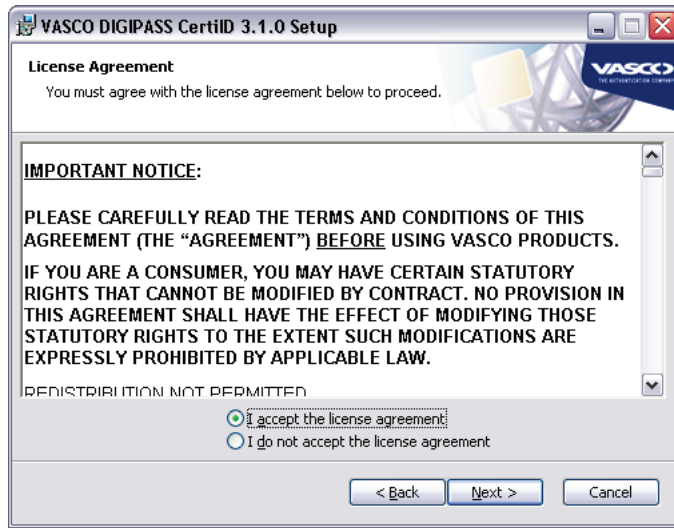 VASCO DIGIPASS CertiID 3.1.0 Setup
License Agreement
You must agree with the license agreement below to proceed.
VASCO
THE AUTHENTICATION COMPANY
IMPORTANT NOTICE:
PLEASE CAREFULLY READ THE TERMS AND CONDITIONS OF THIS
AGREEMENT (THE “AGREEMENT”) BEFORE USING VASCO PRODUCTS.
IF YOU ARE A CONSUMER, YOU MAY HAVE CERTAIN STATUTORY
RIGHTS THAT CANNOT BE MODIFIED BY CONTRACT. NO PROVISION IN
THIS AGREEMENT SHALL HAVE THE EFFECT OF MODIFYING THOSE
STATUTORY RIGHTS TO THE EXTENT SUCH MODIFICATIONS ARE
EXPRESSLY PROHIBITED BY APPLICABLE LAW.
REDISTRIBUTION NOT PERMITTED
I accept the license agreement
I do not accept the license agreement
< Back Next > Cancel